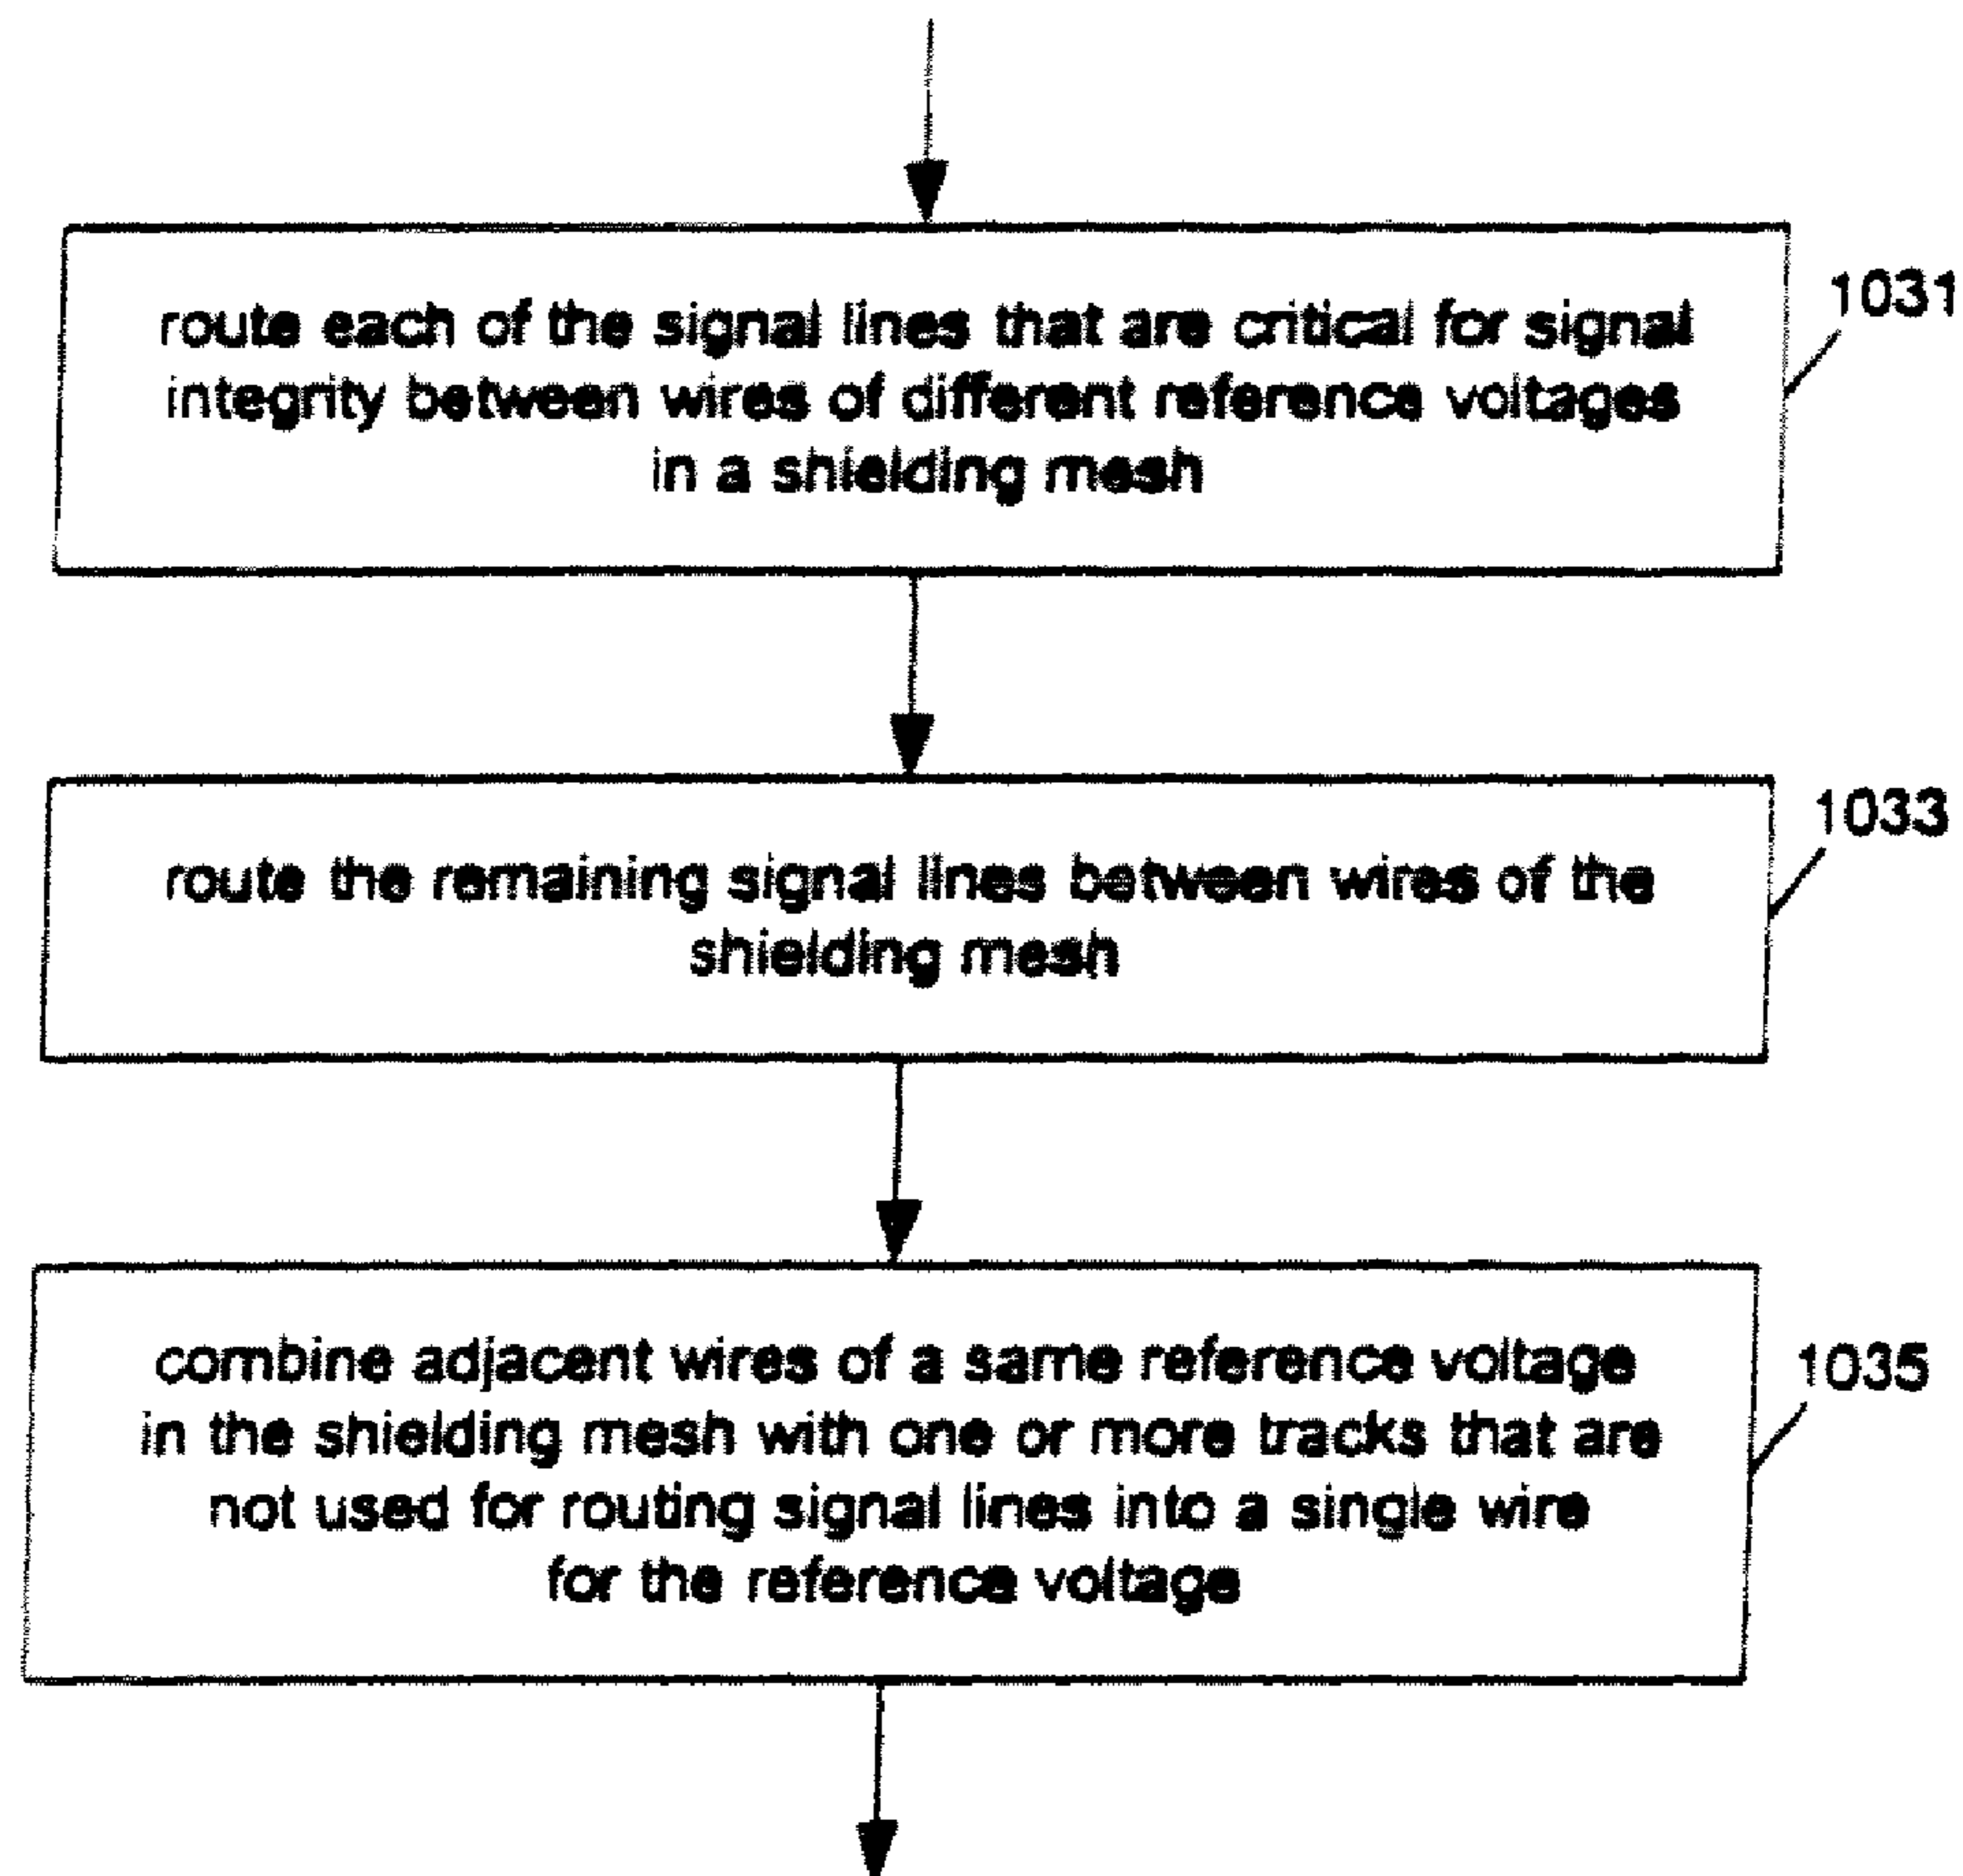 route each of the signal lines that are critical for signal
integrity between wires of different reference voltages
in a shielding mesh
1031
route the remaining signal lines between wires of the
shielding mesh
1033
combine adjacent wires of a same reference voltage
in the shielding mesh with one or more tracks that are
not used for routing signal lines into a single wire
for the reference voltage
1035